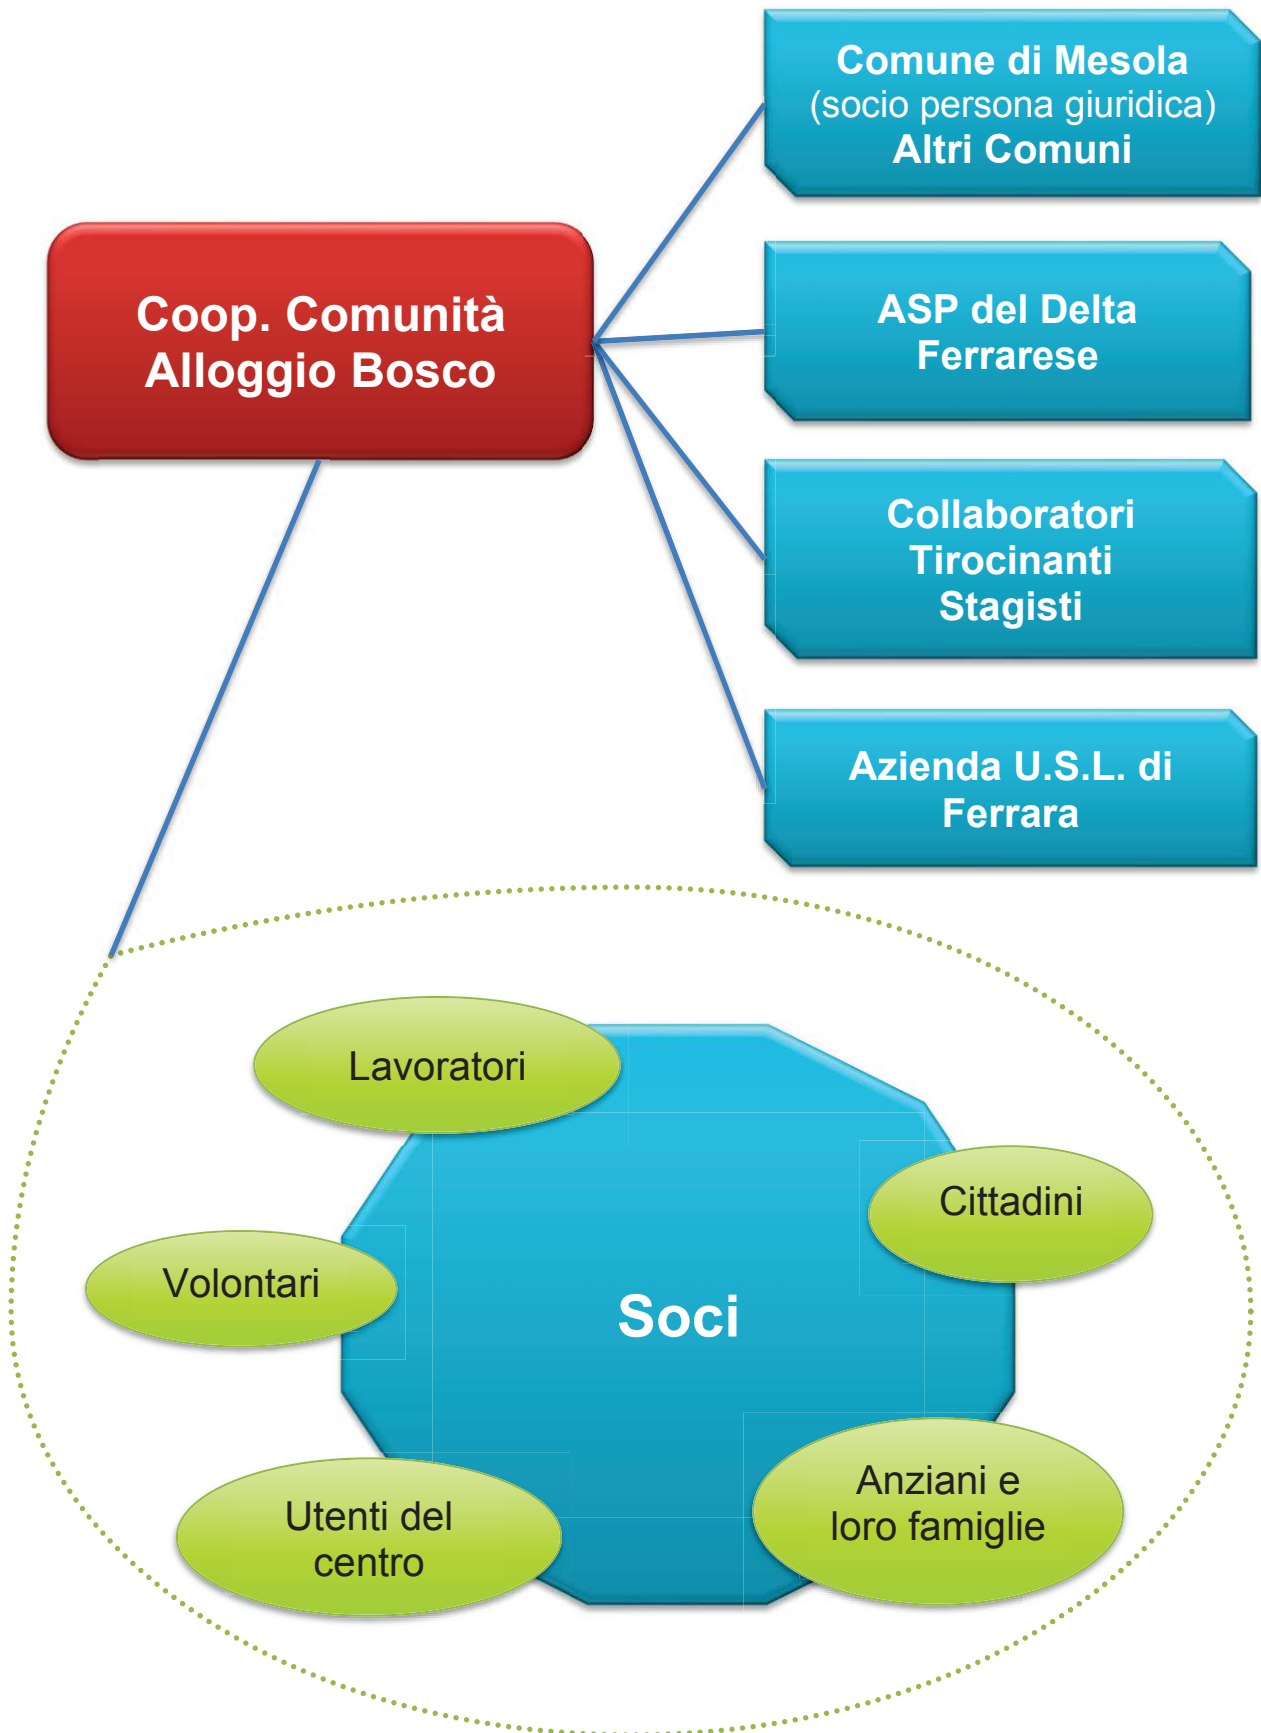 Comune di Mesola
(socio persona giuridica)
Altri Comuni
Coop. Comunità
Alloggio Bosco
ASP del Delta
Ferrarese
Collaboratori
Tirocinanti
Stagisti
Azienda U.S.L. di
Ferrara
Lavoratori
Cittadini
Volontari
Soci
Anziani e
loro famiglie
Utenti del
centro